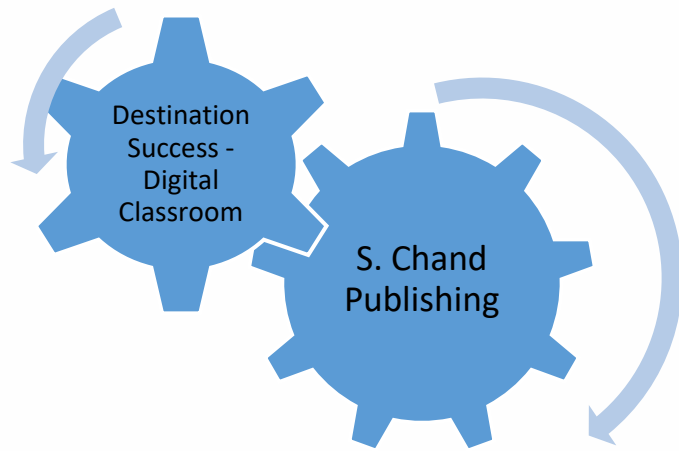 Destination
Success -
Digital
Classroom
S. Chand
Publishing